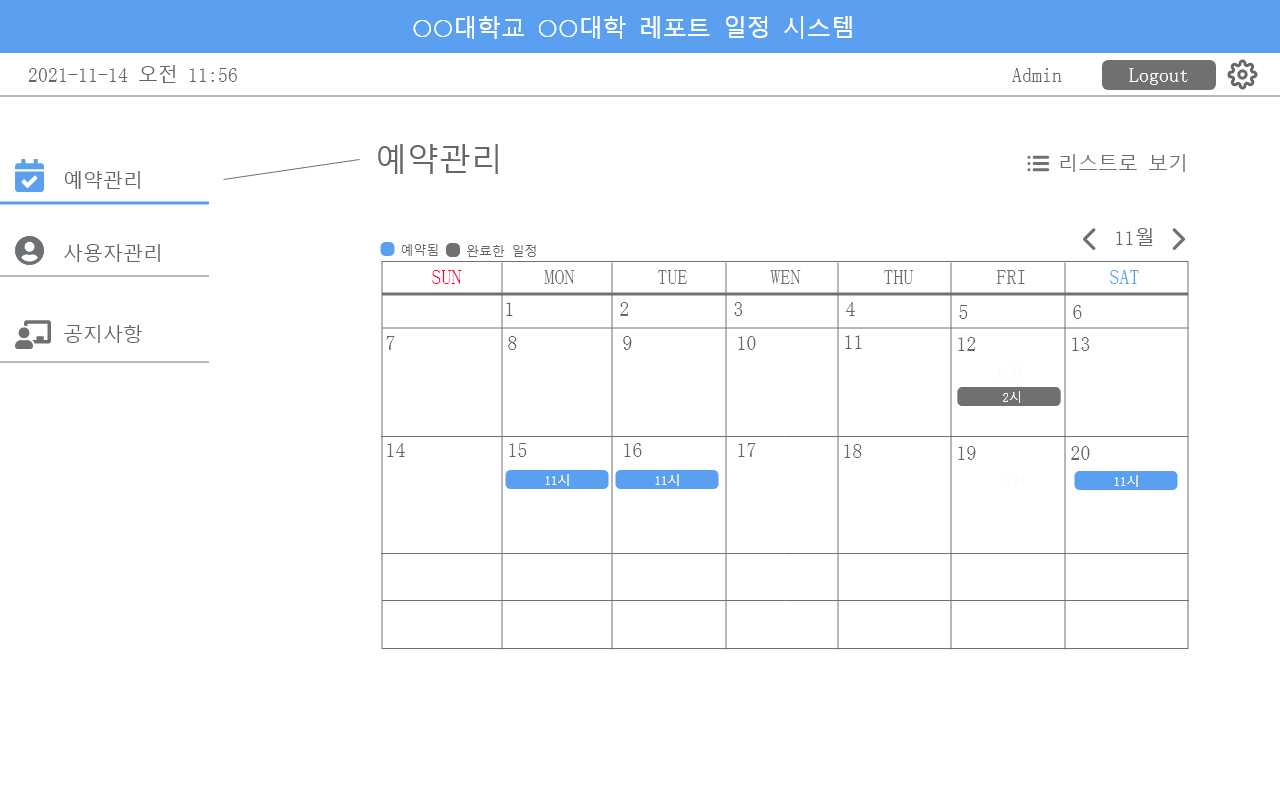 ○○대학교 ○○대학 레포트 일정 시스템
2021-11-14 오전 11:56
Admin
Logout
예약관리
사용자관리
공지사항
예약관리
리스트로 보기
11월
예약됨 완료한 일정
SUN MON TUE WEN THU FRI SAT
1 2 3 4 5 6
7 8 9 10 11 12 13
2시
14 15 16 17 18 19 20
11시 11시 11시